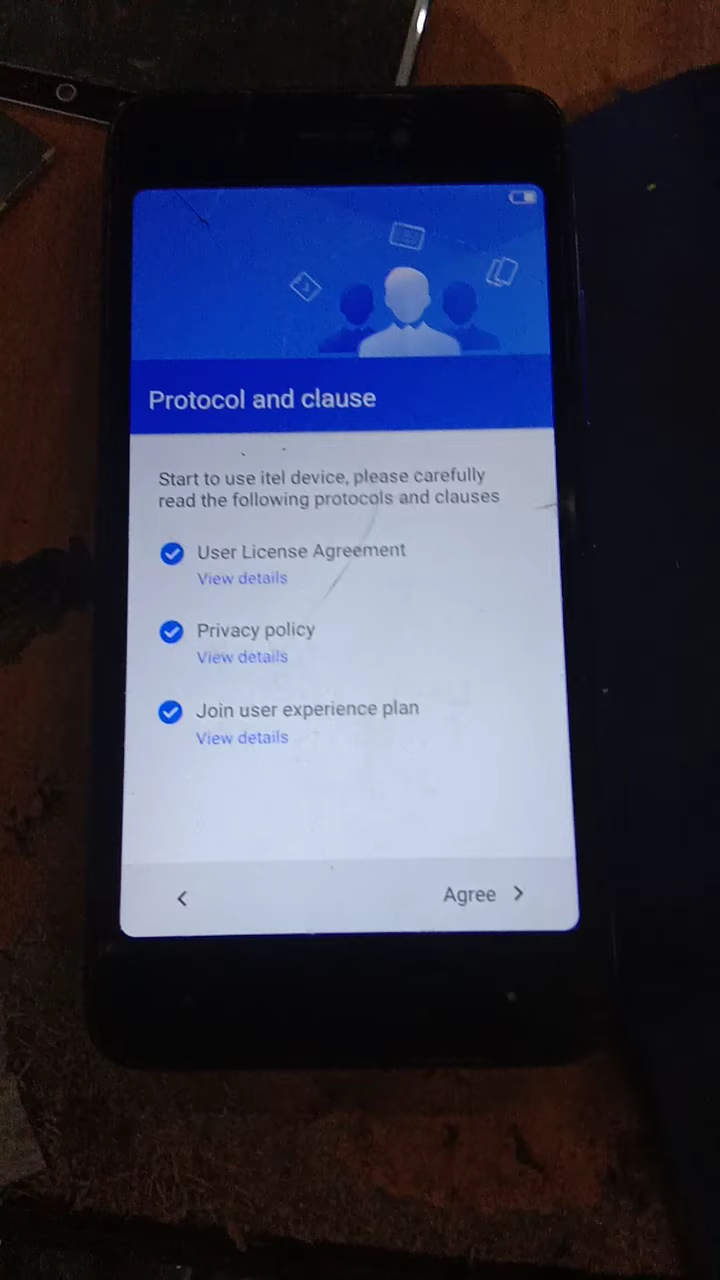 Protocol and clause
Start to use itel device, please carefully
read the following protocols and clauses
User License Agreement
View details
Privacy policy
View details
Join user experience plan
View details
Agree